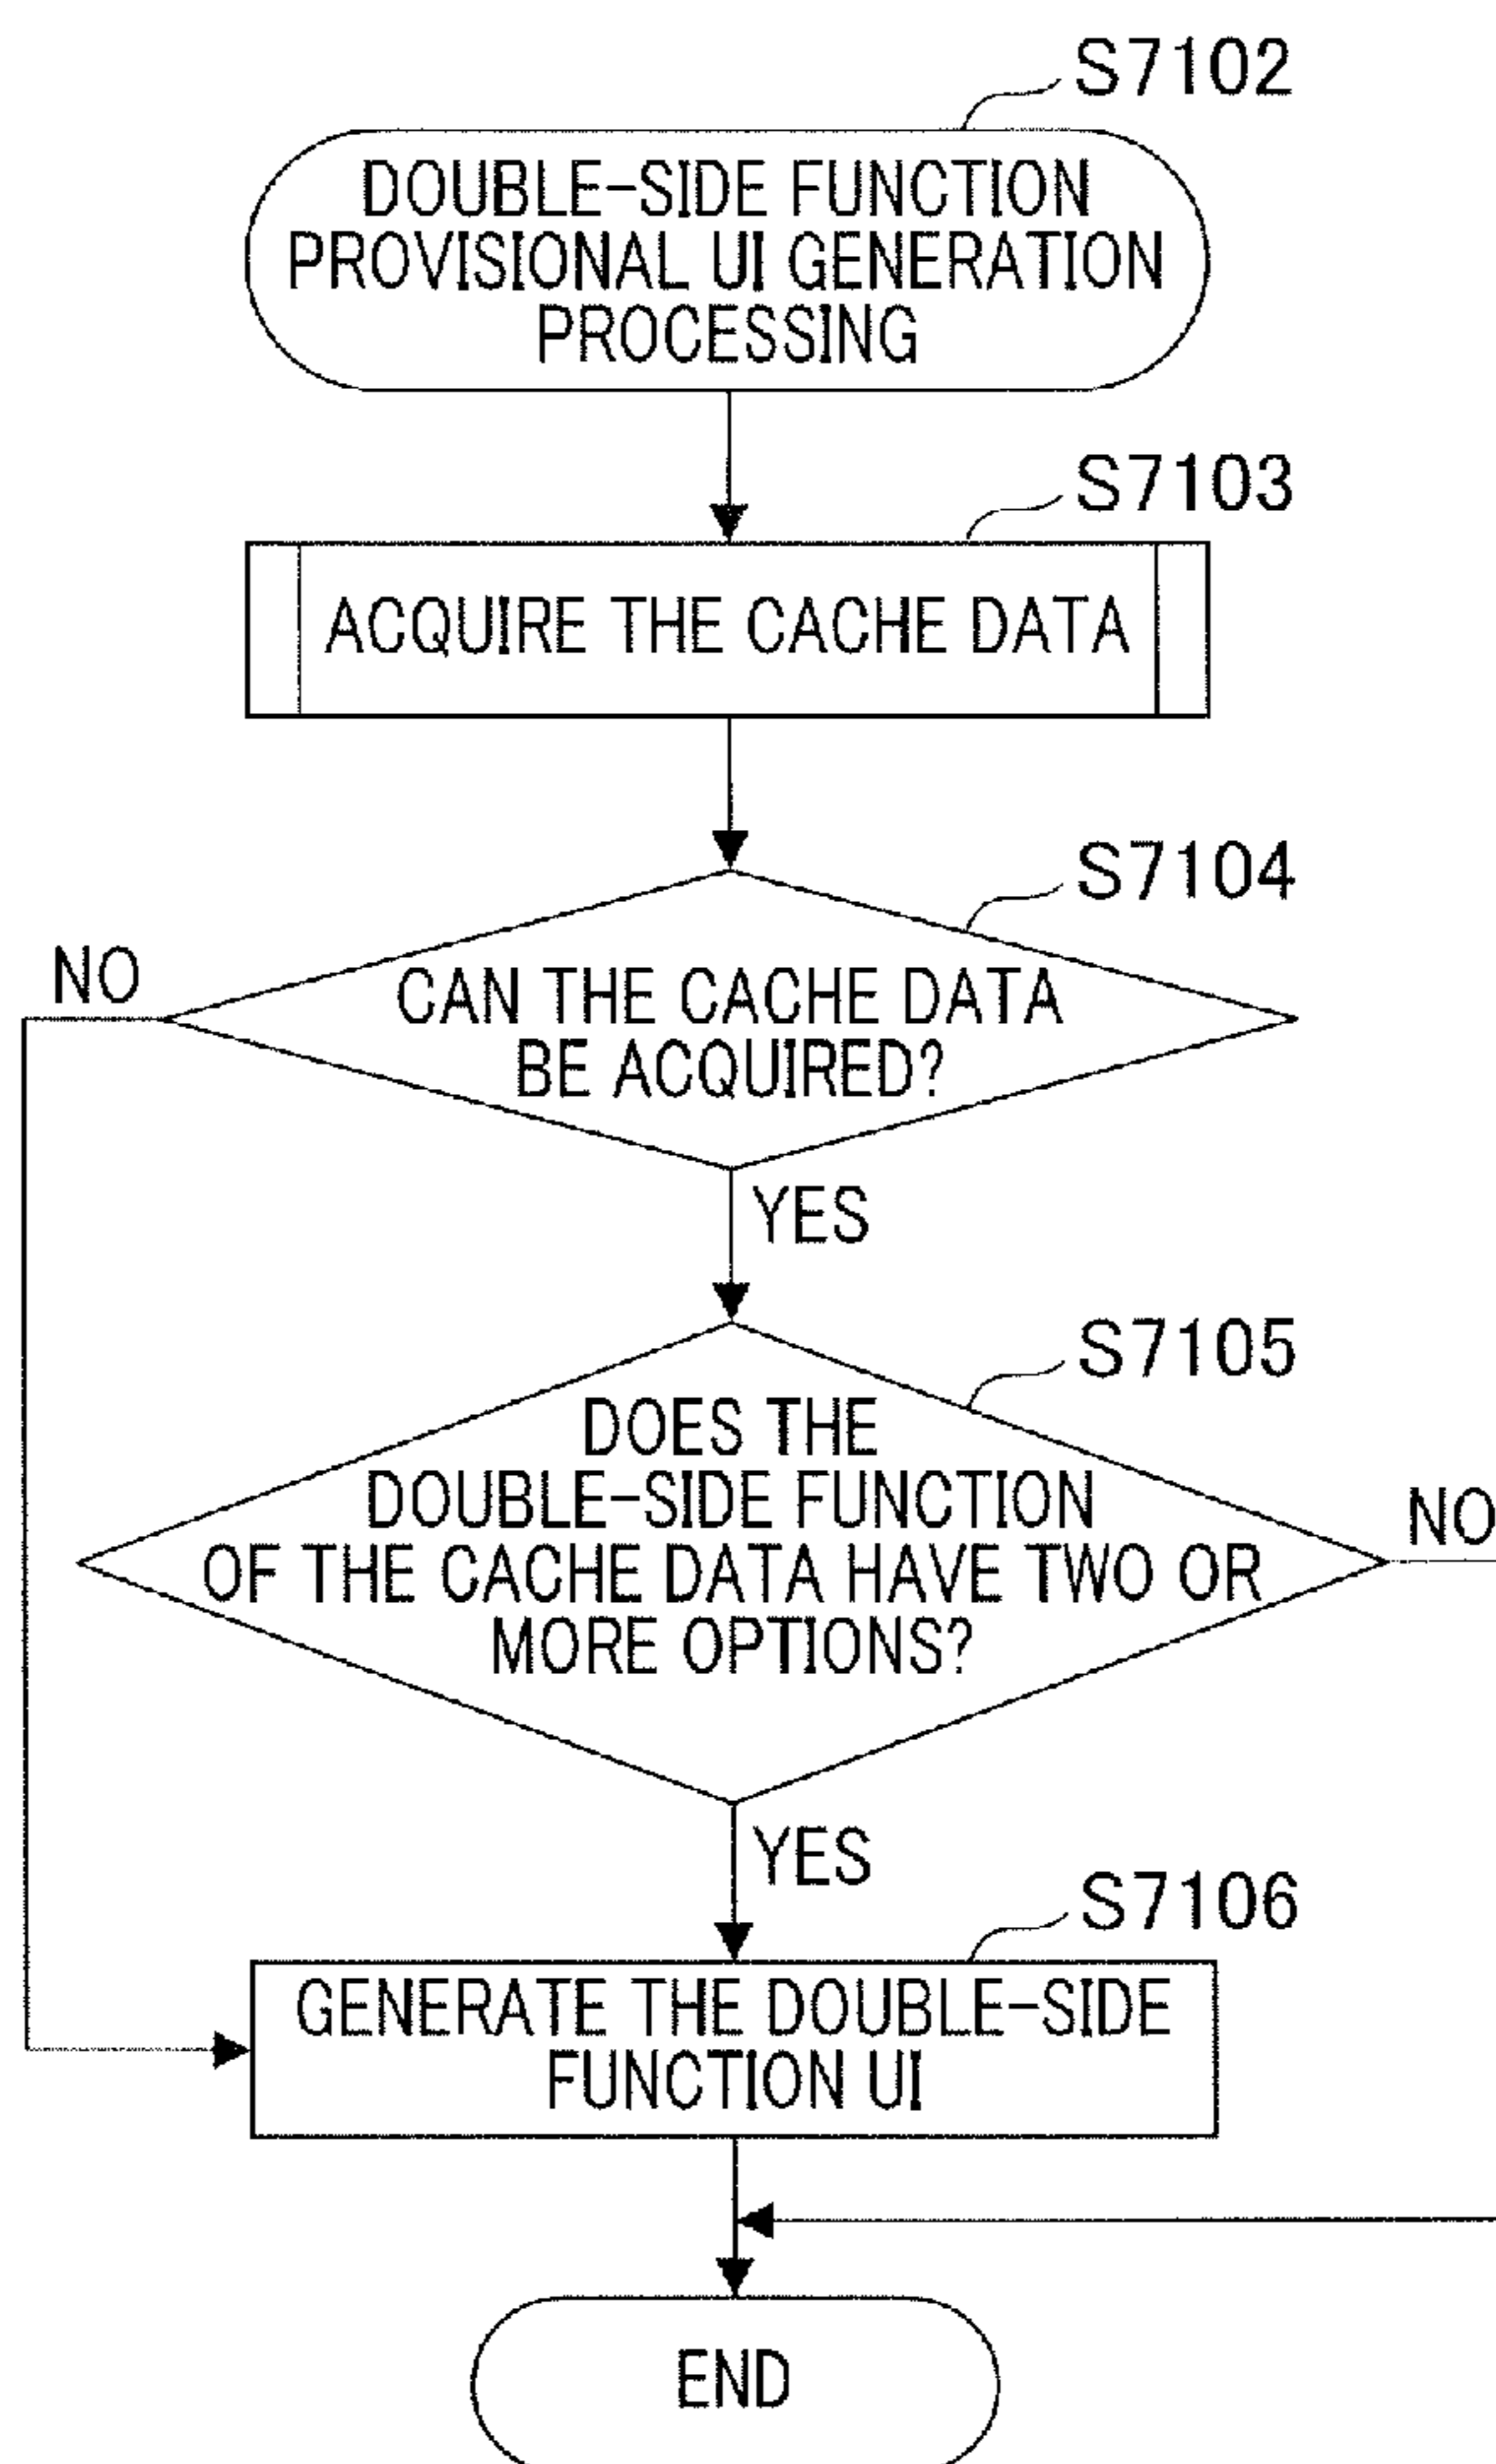 S7102
DOUBLE-SIDE FUNCTION
PROVISIONAL UI GENERATION
PROCESSING
S7103
ACQUIRE THE CACHE DATA
S7104
NO
CAN THE CACHE DATA
BE ACQUIRED?
YES
S7105
DOES THE
DOUBLE-SIDE FUNCTION
NO
OF THE CACHE DATA HAVE TWO OR
MORE OPTIONS?
YES
S7106
GENERATE THE DOUBLE-SIDE
FUNCTION UI
END